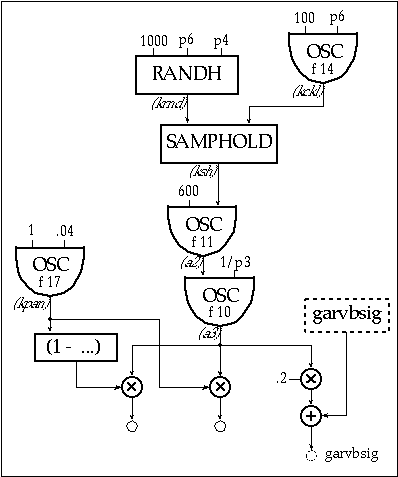 100 p6
1000 p6 p4
OSC
f 14
RANDH
(krnd)
(kckl)
SAMPHOLD
(ksh)
600
OSC
f 11
1 .04
(a2)
1/p3
OSC
f 17
OSC
f 10
(kpan)
garvbsig
(a3)
(1 - ...)
×
×
.2
×
+
garvbsig